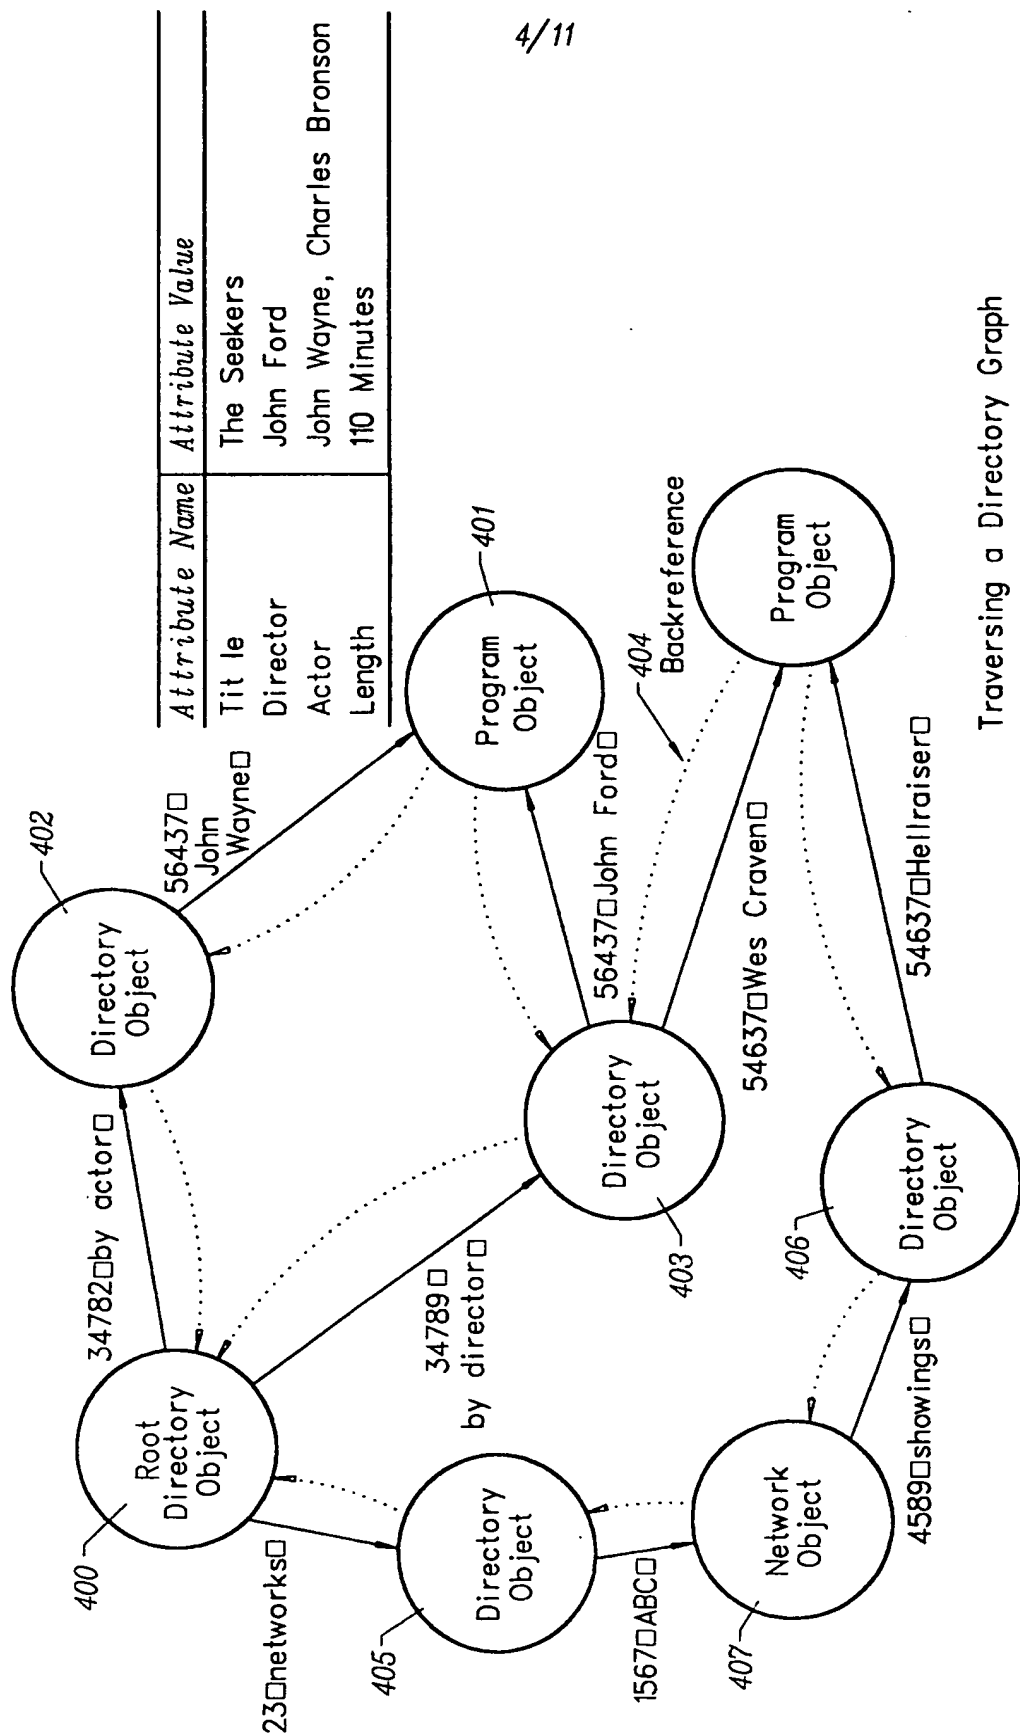 4/11
Attribute Name Attribute Value
Tit le The Seekers
Director John Ford
Actor John Wayne, Charles Bronson
Length 110 Minutes
402
Directory
Object
56437□
John
Wayne□
401
Program
Object
34782□by actor□
400
Root
Directory
Object
34789□
by director□
403
Directory
Object
56437□John Ford□
404
Backreference
54637□Wes Craven□
Program
Object
23□networks□
405
Directory
Object
1567□ABC□
407
Network
Object
4589□showings□
406
Directory
Object
54637□Hellraiser□
Traversing a Directory Graph